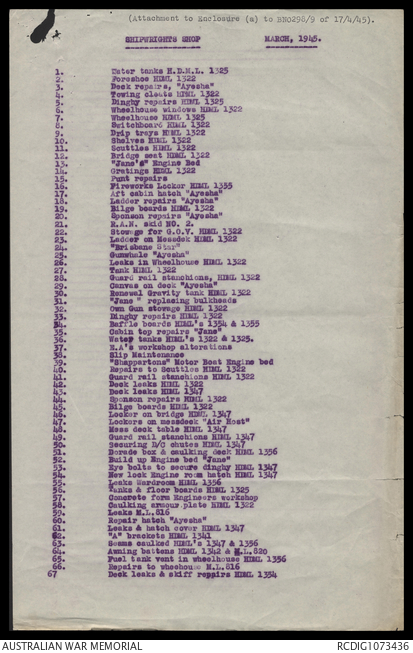 (Attachment to Enclosure (a) to BN0298/9 of 17/4/45).
SHIPWRIGHTS SHOP MARCH, 1945.
1. Water tanks H.D.M.L. 1325
2. Foreshoe HDML 1322
3. Deck repairs, "Ayesha"
4. Towing cleats HDML 1322
5. Dinghy repairs HDML 1325
6. Wheelhouse windows HDML 1322
7. Wheelhouse HDML 1325
8. Switchboard HDML 1322
9. Drip trays HDML 1322
10. Shelves HDML 1322
11. Scuttles HDML 1322
12. Bridge seat HDML 1322
13. "Jane's" Engine Bed
14. Gratings HDML 1322
15. Punt repairs
16. Fireworks Locker HDML 1355
17. Aft cabin hatch "Ayesha"
18. Ladder repairs "Ayesha"
19. Bilge boards HDML 1322
20. Sponson repairs "Ayesha"
21. R.A.N. skid NO. 2.
22. Storage for G.O.V. HDML 1322
23. Ladder on Messdeck HDML 1322
24. "Brisbane Star"
25. Gunwhale "Ayesha"
26. Leaks in Wheelhouse HDML 1322
27. Tank HDML 1322
28. Guard rail stanchions, HDML 1322
29. Canvas on deck "Ayesha"
30. Renewal Gravity tank HDML 1322
31. "Jane" replacing bulkheads
32. Own Gun stowage HDML 1322
33. Dinghy repairs HDML 1322
34. Baffle boards HDML's 1354 & 1355
35. Cabin top repairs "Jane"
36. Water tanks HDML's 1322 & 1325.
37. E.A's workshop alterations
38. Slip Maintenance
39. "Shappartons" Motor Boat Engine bed
40. Repairs to Scuttles HDML 1322
41. Guard rail stanchions HDML 1322
42. Deck leaks HDML 1322
43. Deck leaks HDML 1347
44. Sponson repairs HDML 1322
45. Bilge boards HDML 1322
46. Locker on bridge HDML 1347
47. Lockers on messdeck "Air Host"
48. Mess deck table HDML 1347
49. Guard rail stanchions HDML 1347
50. Securing D/C chutes HDML 1347
51. Dorade box & caulking deck HDML 1356
52. Build up Engine bed "Jane"
53. Eye bolts to secure dinghy HDML 1347
54. New lock Engine room hatch HDML 1347
55. Leaks Wardroom HDML 1356
56. Tanks & floor boards HDML 1325
57. Concrete form Engineers workshop
58. Caulking armour plate HDML 1322
59. Leaks M.L.816
60. Repair hatch "Ayesha"
61. Leaks & hatch cover HDML 1347
62. "A" brackets HDML 1341
63. Seams caulked HDML's 1347 & 1356
64. Awning battens HDML 1342 & M.L.820
65. Fuel tank vent in wheelhouse HDML 1356
66. Repairs to wheehouse M.L.816
67 Deck leaks & skiff repairs HDML 1354
AUSTRALIAN WAR MEMORIAL RCDIG1073436